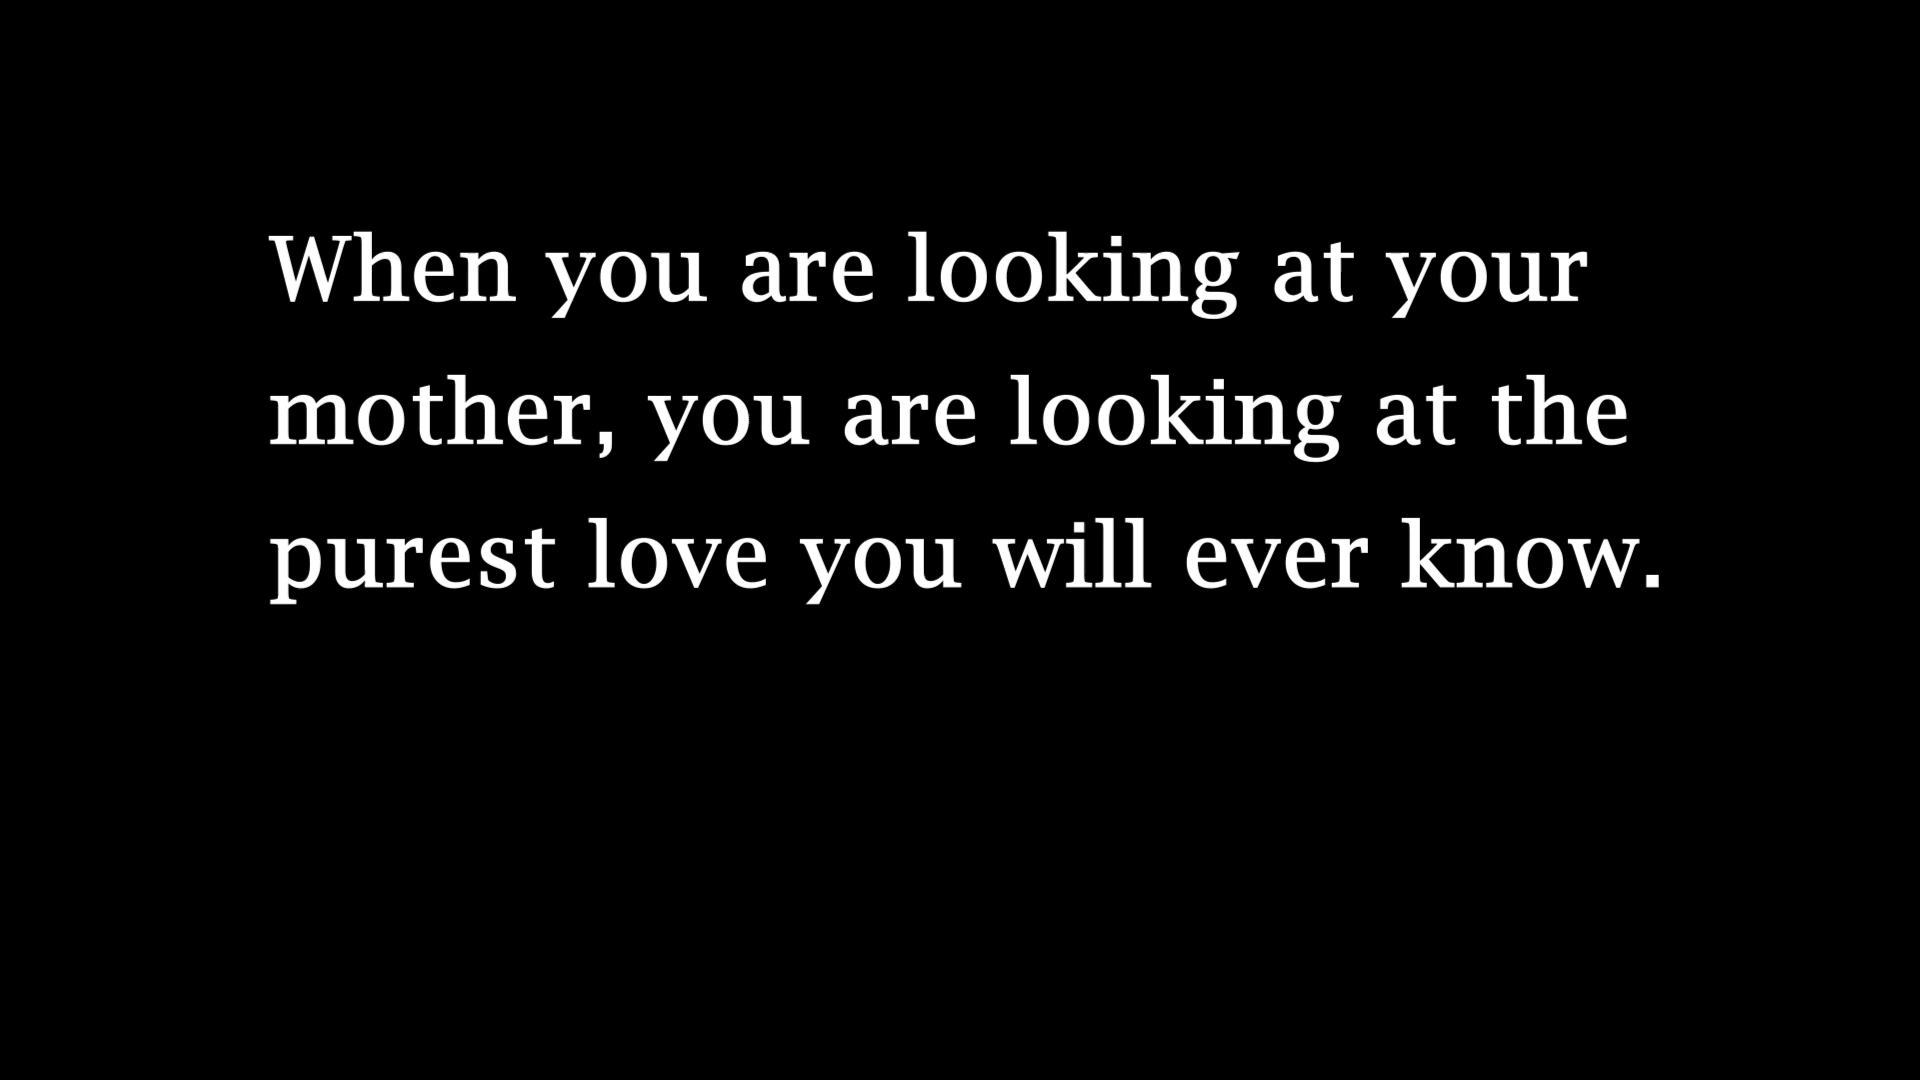 When you are looking at your
mother, you are looking at the
purest love you will ever know.